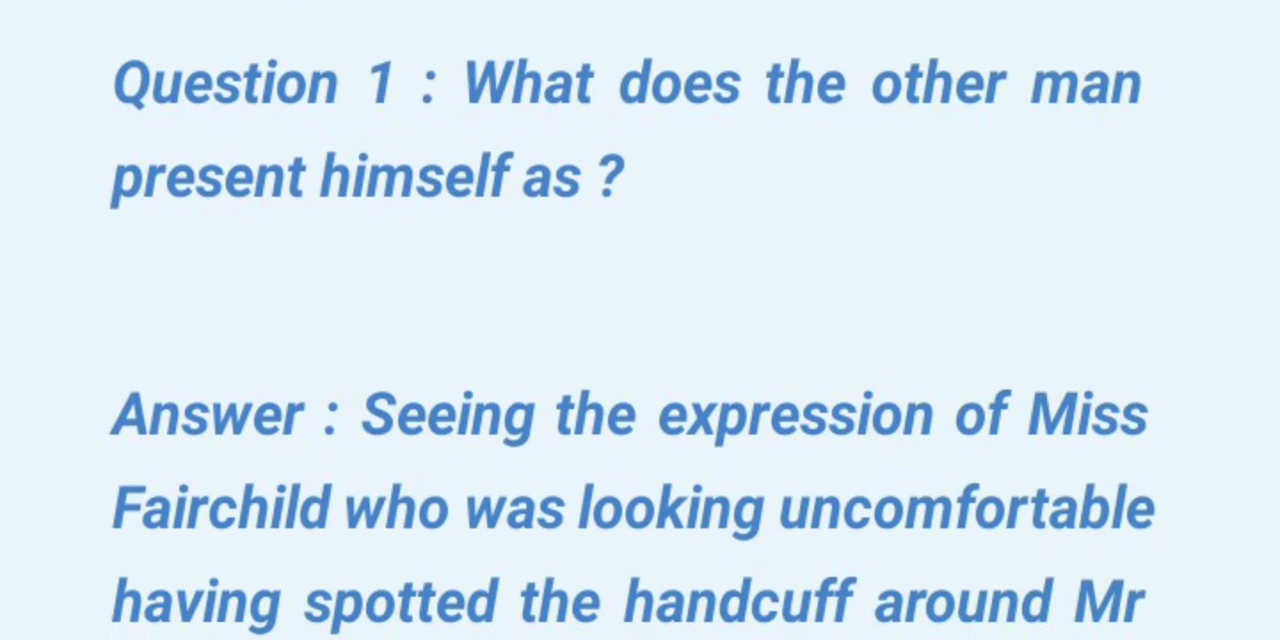 Question 1 : What does the other man
present himself as ?
Answer : Seeing the expression of Miss
Fairchild who was looking uncomfortable
having spotted the handcuff around Mr